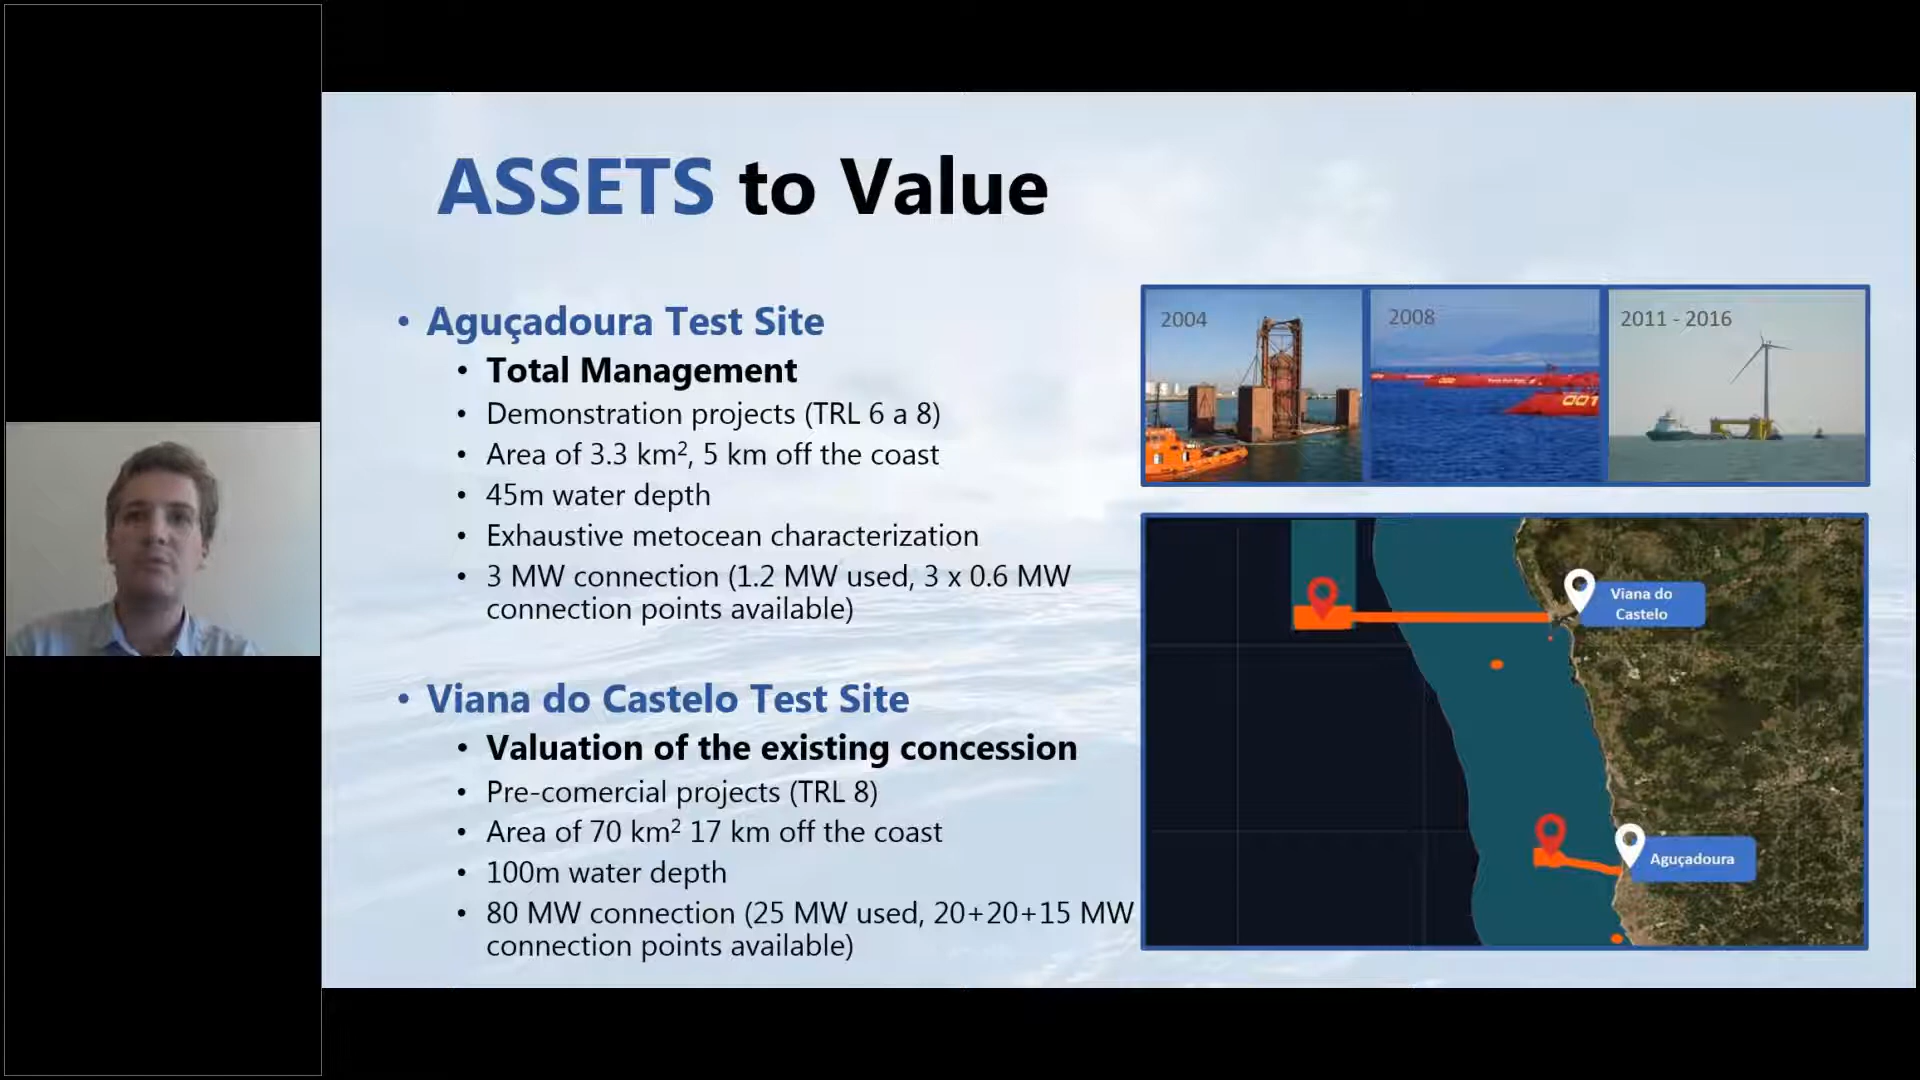 ASSETS to Value
• Aguçadoura Test Site
• Total Management
• Demonstration projects (TRL 6 a 8)
• Area of 3.3 km², 5 km off the coast
• 45m water depth
• Exhaustive metocean characterization
• 3 MW connection (1.2 MW used, 3 x 0.6 MW
connection points available)
• Viana do Castelo Test Site
• Valuation of the existing concession
• Pre-comercial projects (TRL 8)
• Area of 70 km² 17 km off the coast
• 100m water depth
• 80 MW connection (25 MW used, 20+20+15 MW
connection points available)
2004
2008
001
2011 - 2016
Viana do
Castelo
Aguçadoura